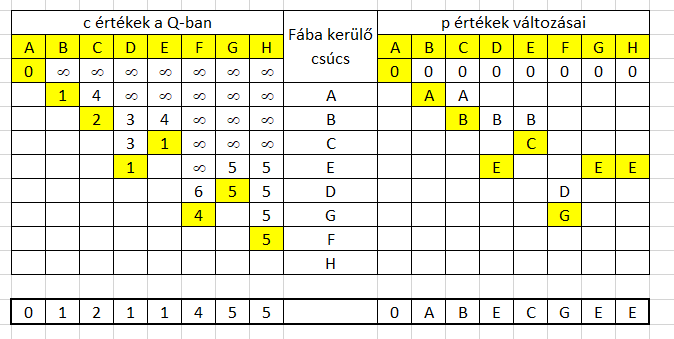 c értékek a Q-ban Fába kerülő csúcs p értékek változásai
A B C D E F G H A B C D E F G H
0 ∞ ∞ ∞ ∞ ∞ ∞ ∞ 0 0 0 0 0 0 0 0
1 4 ∞ ∞ ∞ ∞ ∞ A A A
2 3 4 ∞ ∞ ∞ B B B B
3 1 ∞ ∞ ∞ C C
1 ∞ 5 5 E E E E
6 5 5 D D
4 5 G G
5 F
H
0 1 2 1 1 4 5 5 0 A B E C G E E